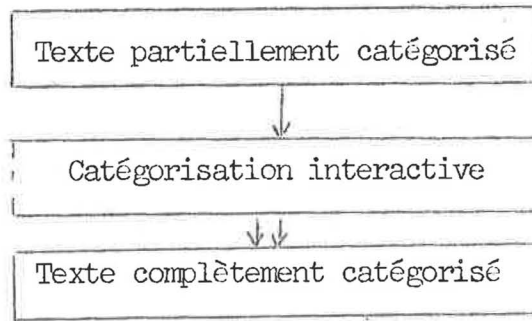 Texte partiellement catégorisé
Catégorisation interactive
Texte complètement catégorisé